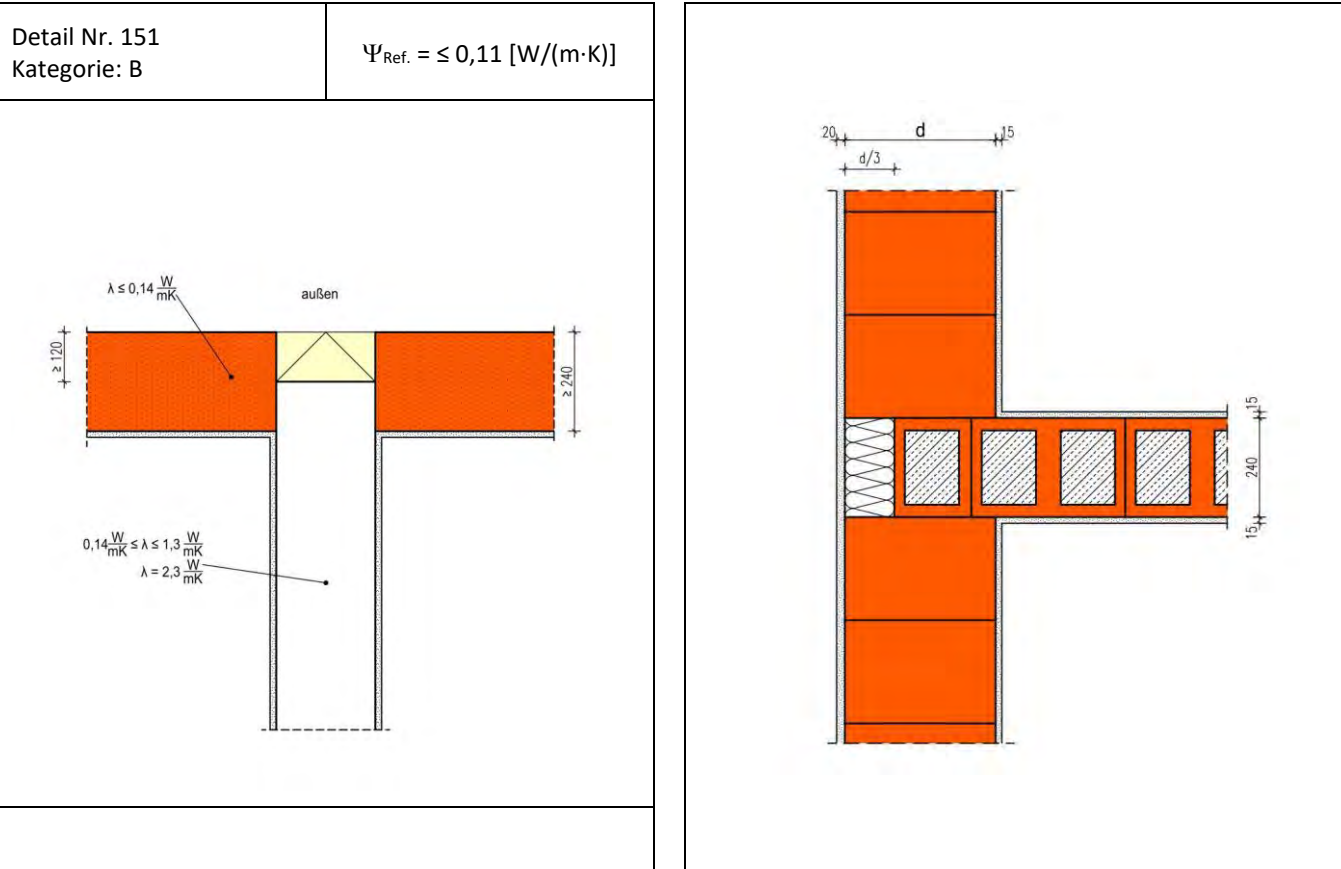 Detail Nr. 151
Kategorie: B
ΨRef. = ≤ 0,11 [W/(m·K)]
λ ≤ 0,14 W/mK
außen
≥ 120
≥ 240
0,14 W/mK ≤ λ ≤ 1,3 W/mK
λ = 2,3 W/mK
20 d 15
d/3
15
240
15